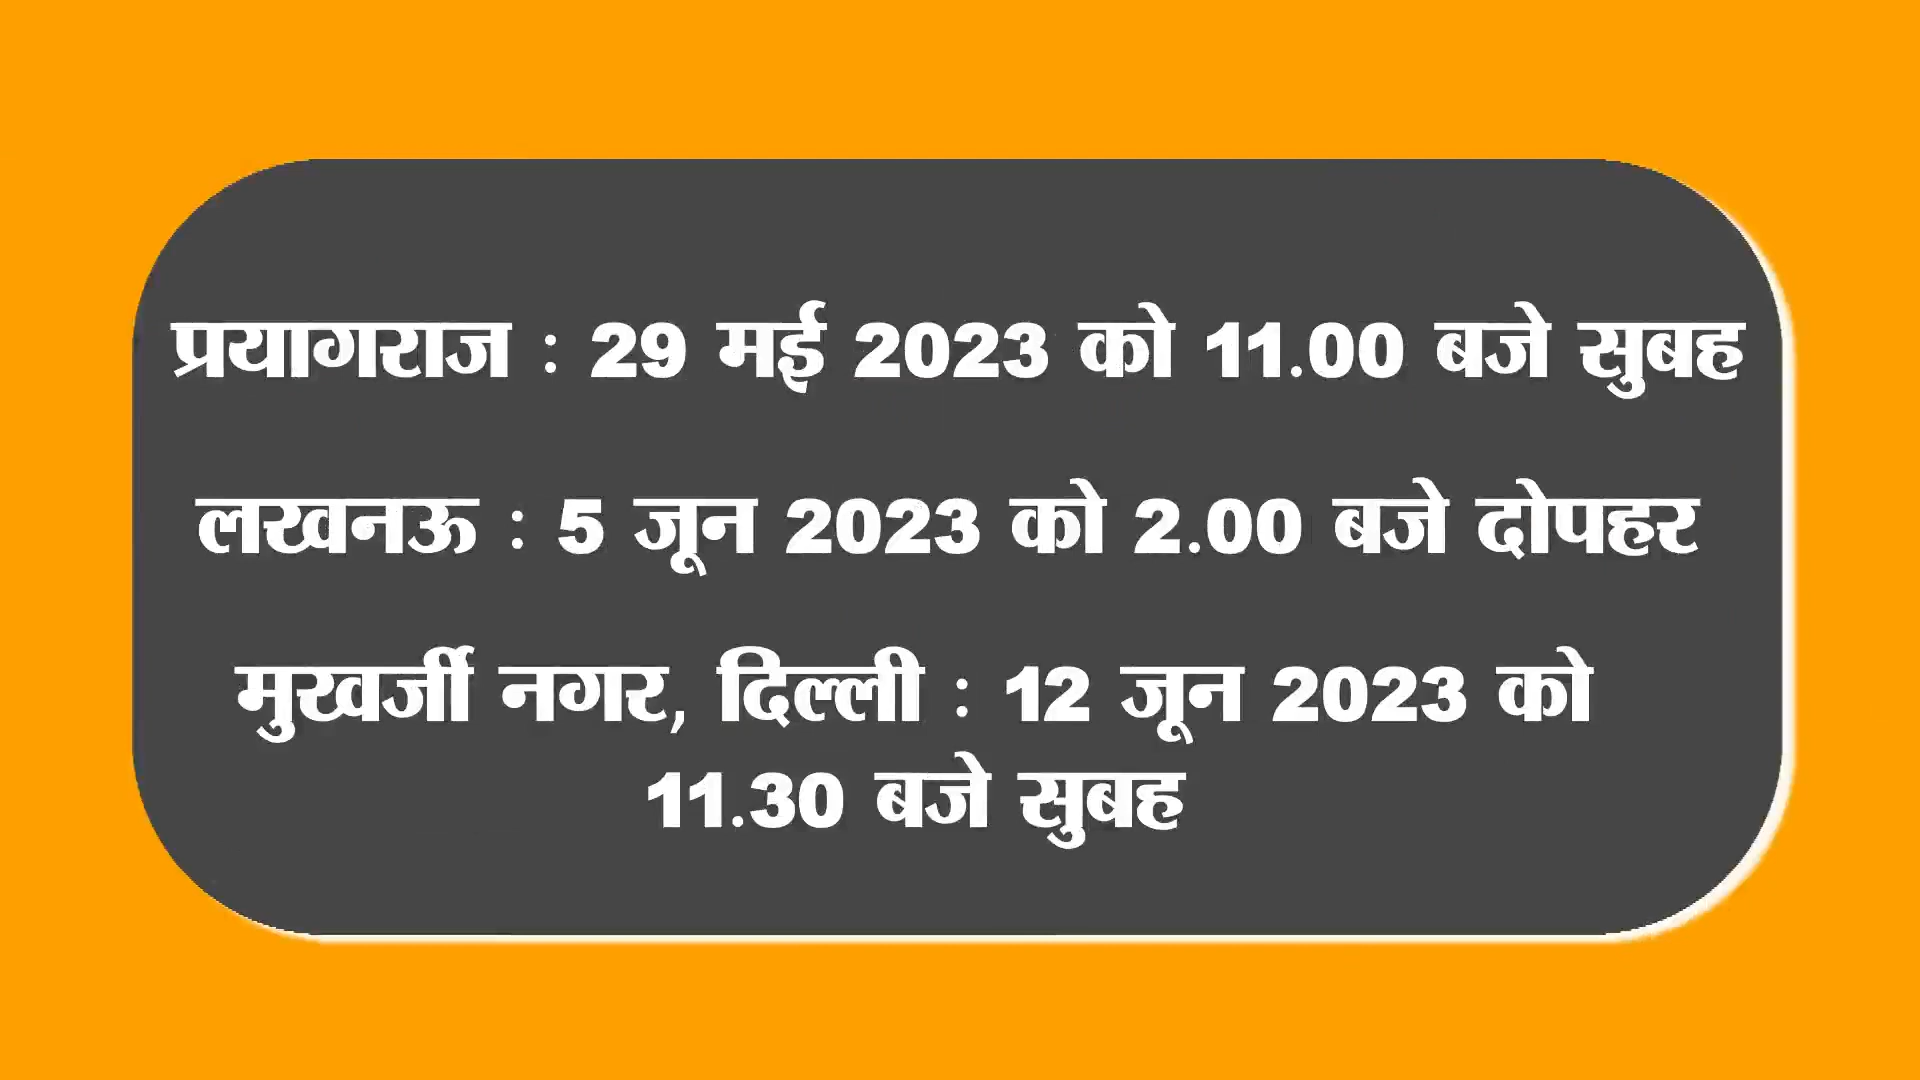 प्रयागराज : 29 मई 2023 को 11.00 बजे सुबह
लखनऊ : 5 जून 2023 को 2.00 बजे दोपहर
मुखर्जी नगर, दिल्ली : 12 जून 2023 को
11.30 बजे सुबह